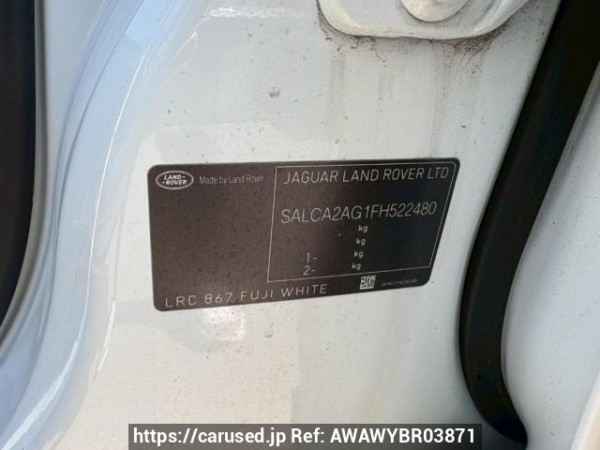 LAND-
ROVER
Made by Land Rover
JAGUAR LAND ROVER LTD
SALCA2AG1FH522480
kg
kg
1- kg
2- kg
LRC 867 FUJI WHITE
https://carused.jp Ref: AWAWYBR03871